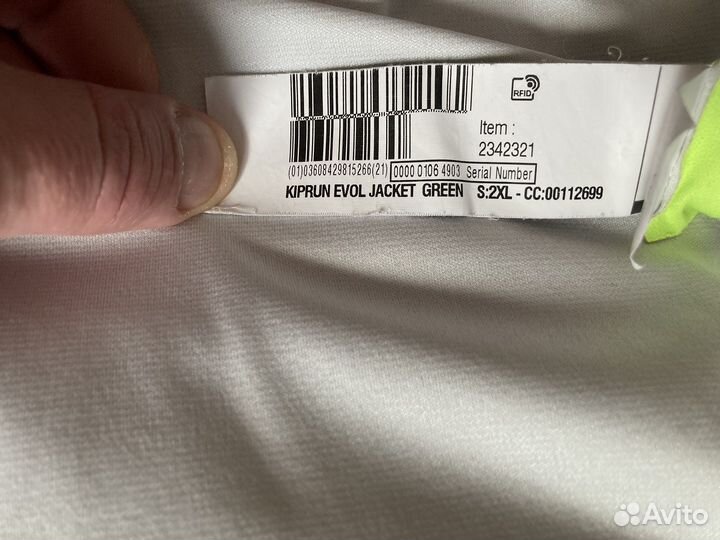 RFID
Item :
2342321
(01)03608429815266(21) 0000 0106 4903 Serial Number
KIPRUN EVOL JACKET GREEN S:2XL - CC:00112699
Avito